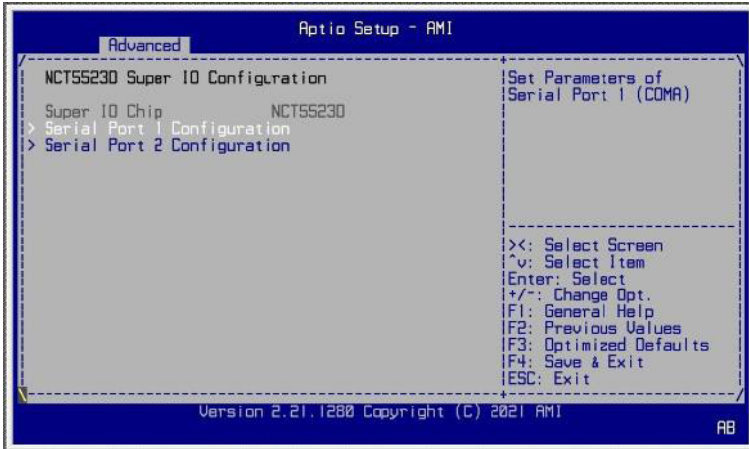 Aptio Setup - AMI
Advanced
NCT5523D Super IO Configuration
Super IO Chip NCT5523D
> Serial Port 1 Configuration
> Serial Port 2 Configuration
Set Parameters of
Serial Port 1 (COMA)
><: Select Screen
^v: Select Item
Enter: Select
+/-: Change Opt.
F1: General Help
F2: Previous Values
F3: Optimized Defaults
F4: Save & Exit
ESC: Exit
Version 2.21.1280 Copyright (C) 2021 AMI
AB